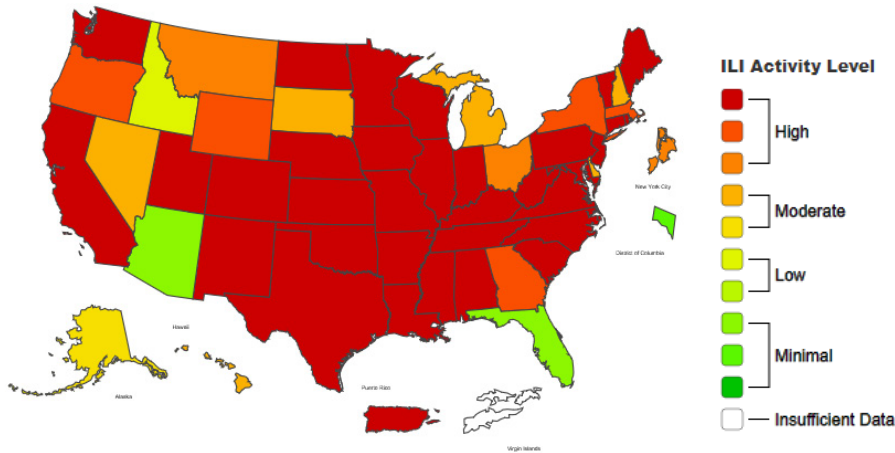 ILI Activity Level
High
Moderate
Low
Minimal
Insufficient Data
New York City
District of Columbia
Hawaii
Alaska
Puerto Rico
Virgin Islands